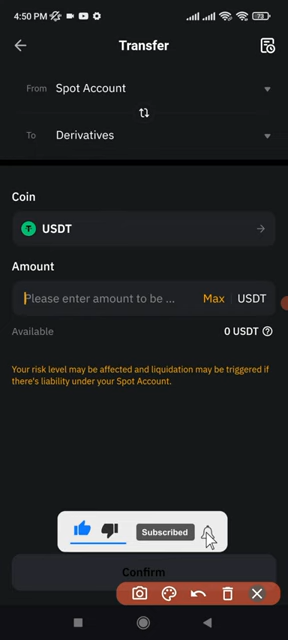 4:50 PM
73
Transfer
From Spot Account
To Derivatives
Coin
USDT
Amount
Please enter amount to be ... Max USDT
Available 0 USDT
Your risk level may be affected and liquidation may be triggered if
there's liability under your Spot Account.
Subscribed
Confirm